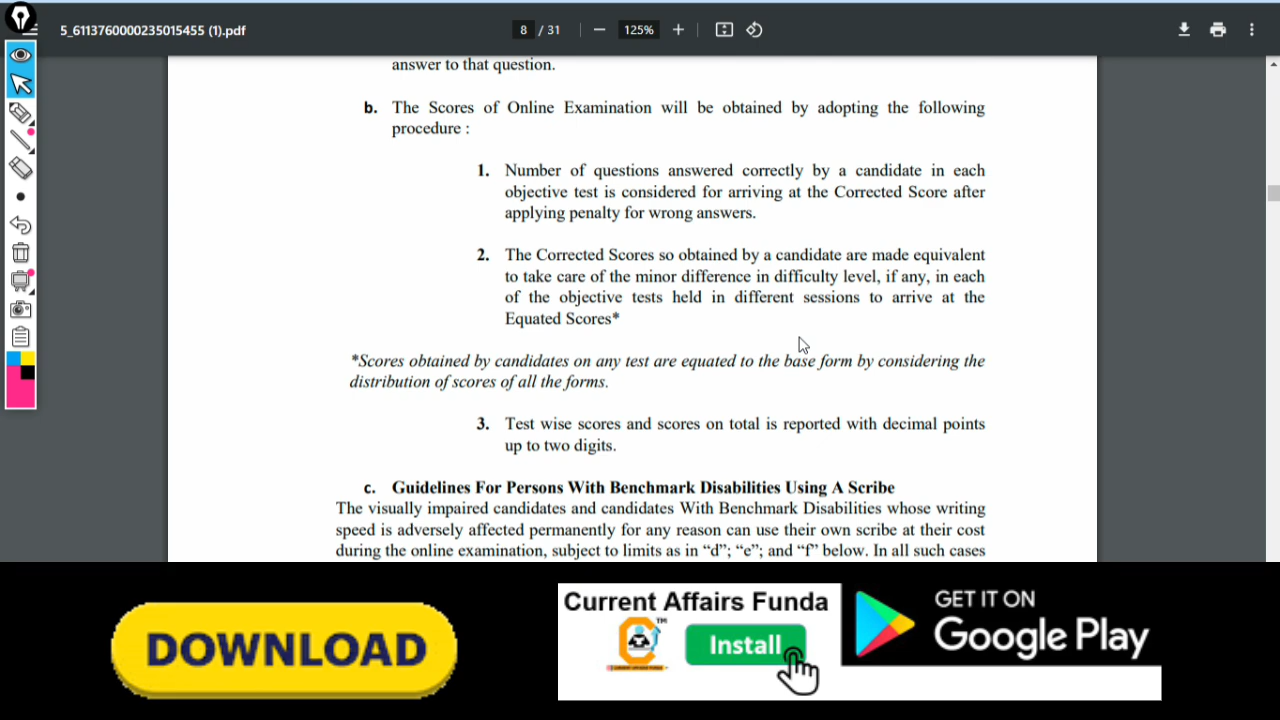 5_6113760000235015455 (1).pdf
8 / 31
125%
answer to that question.
b. The Scores of Online Examination will be obtained by adopting the following
procedure :
1. Number of questions answered correctly by a candidate in each
objective test is considered for arriving at the Corrected Score after
applying penalty for wrong answers.
2. The Corrected Scores so obtained by a candidate are made equivalent
to take care of the minor difference in difficulty level, if any, in each
of the objective tests held in different sessions to arrive at the
Equated Scores*
*Scores obtained by candidates on any test are equated to the base form by considering the
distribution of scores of all the forms.
3. Test wise scores and scores on total is reported with decimal points
up to two digits.
c. Guidelines For Persons With Benchmark Disabilities Using A Scribe
The visually impaired candidates and candidates With Benchmark Disabilities whose writing
speed is adversely affected permanently for any reason can use their own scribe at their cost
during the online examination, subject to limits as in “d”; “e”; and “f” below. In all such cases
DOWNLOAD
Current Affairs Funda
TM
Install
GET IT ON
Google Play